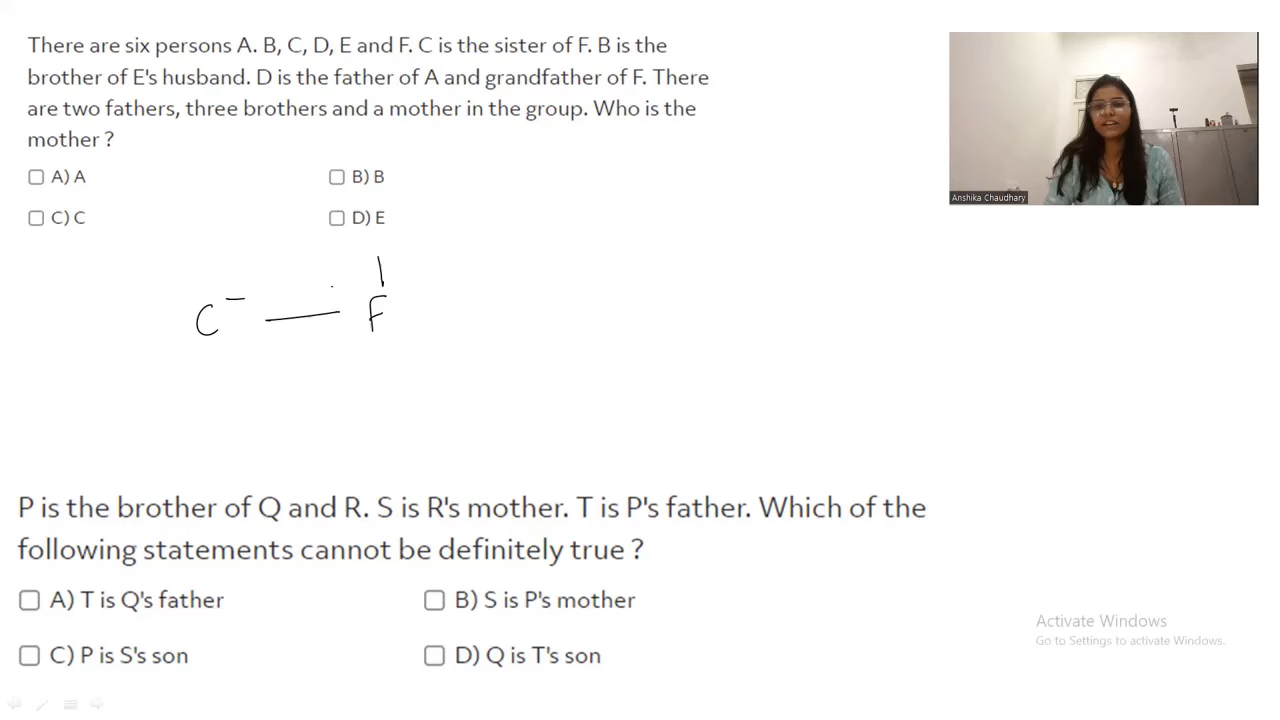 There are six persons A. B, C, D, E and F. C is the sister of F. B is the
brother of E's husband. D is the father of A and grandfather of F. There
are two fathers, three brothers and a mother in the group. Who is the
mother ?
A) A
B) B
C) C
D) E
Anshika Chaudhary
C – — F
P is the brother of Q and R. S is R's mother. T is P's father. Which of the
following statements cannot be definitely true ?
A) T is Q's father
B) S is P's mother
C) P is S's son
D) Q is T's son
Activate Windows
Go to Settings to activate Windows.